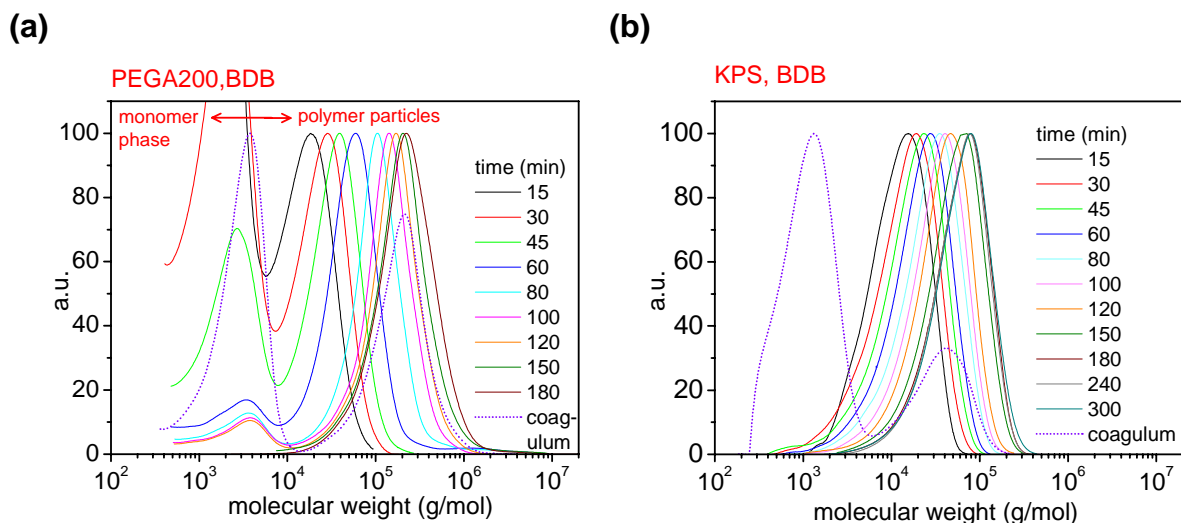 (a)
PEGA200,BDB
monomer phase
polymer particles
a.u.
100
80
60
40
20
0
10² 10³ 10⁴ 10⁵ 10⁶ 10⁷
molecular weight (g/mol)
time (min)
15
30
45
60
80
100
120
150
180
coag-
ulum
(b)
KPS, BDB
a.u.
100
80
60
40
20
0
10² 10³ 10⁴ 10⁵ 10⁶ 10⁷
molecular weight (g/mol)
time (min)
15
30
45
60
80
100
120
150
180
240
300
coagulum